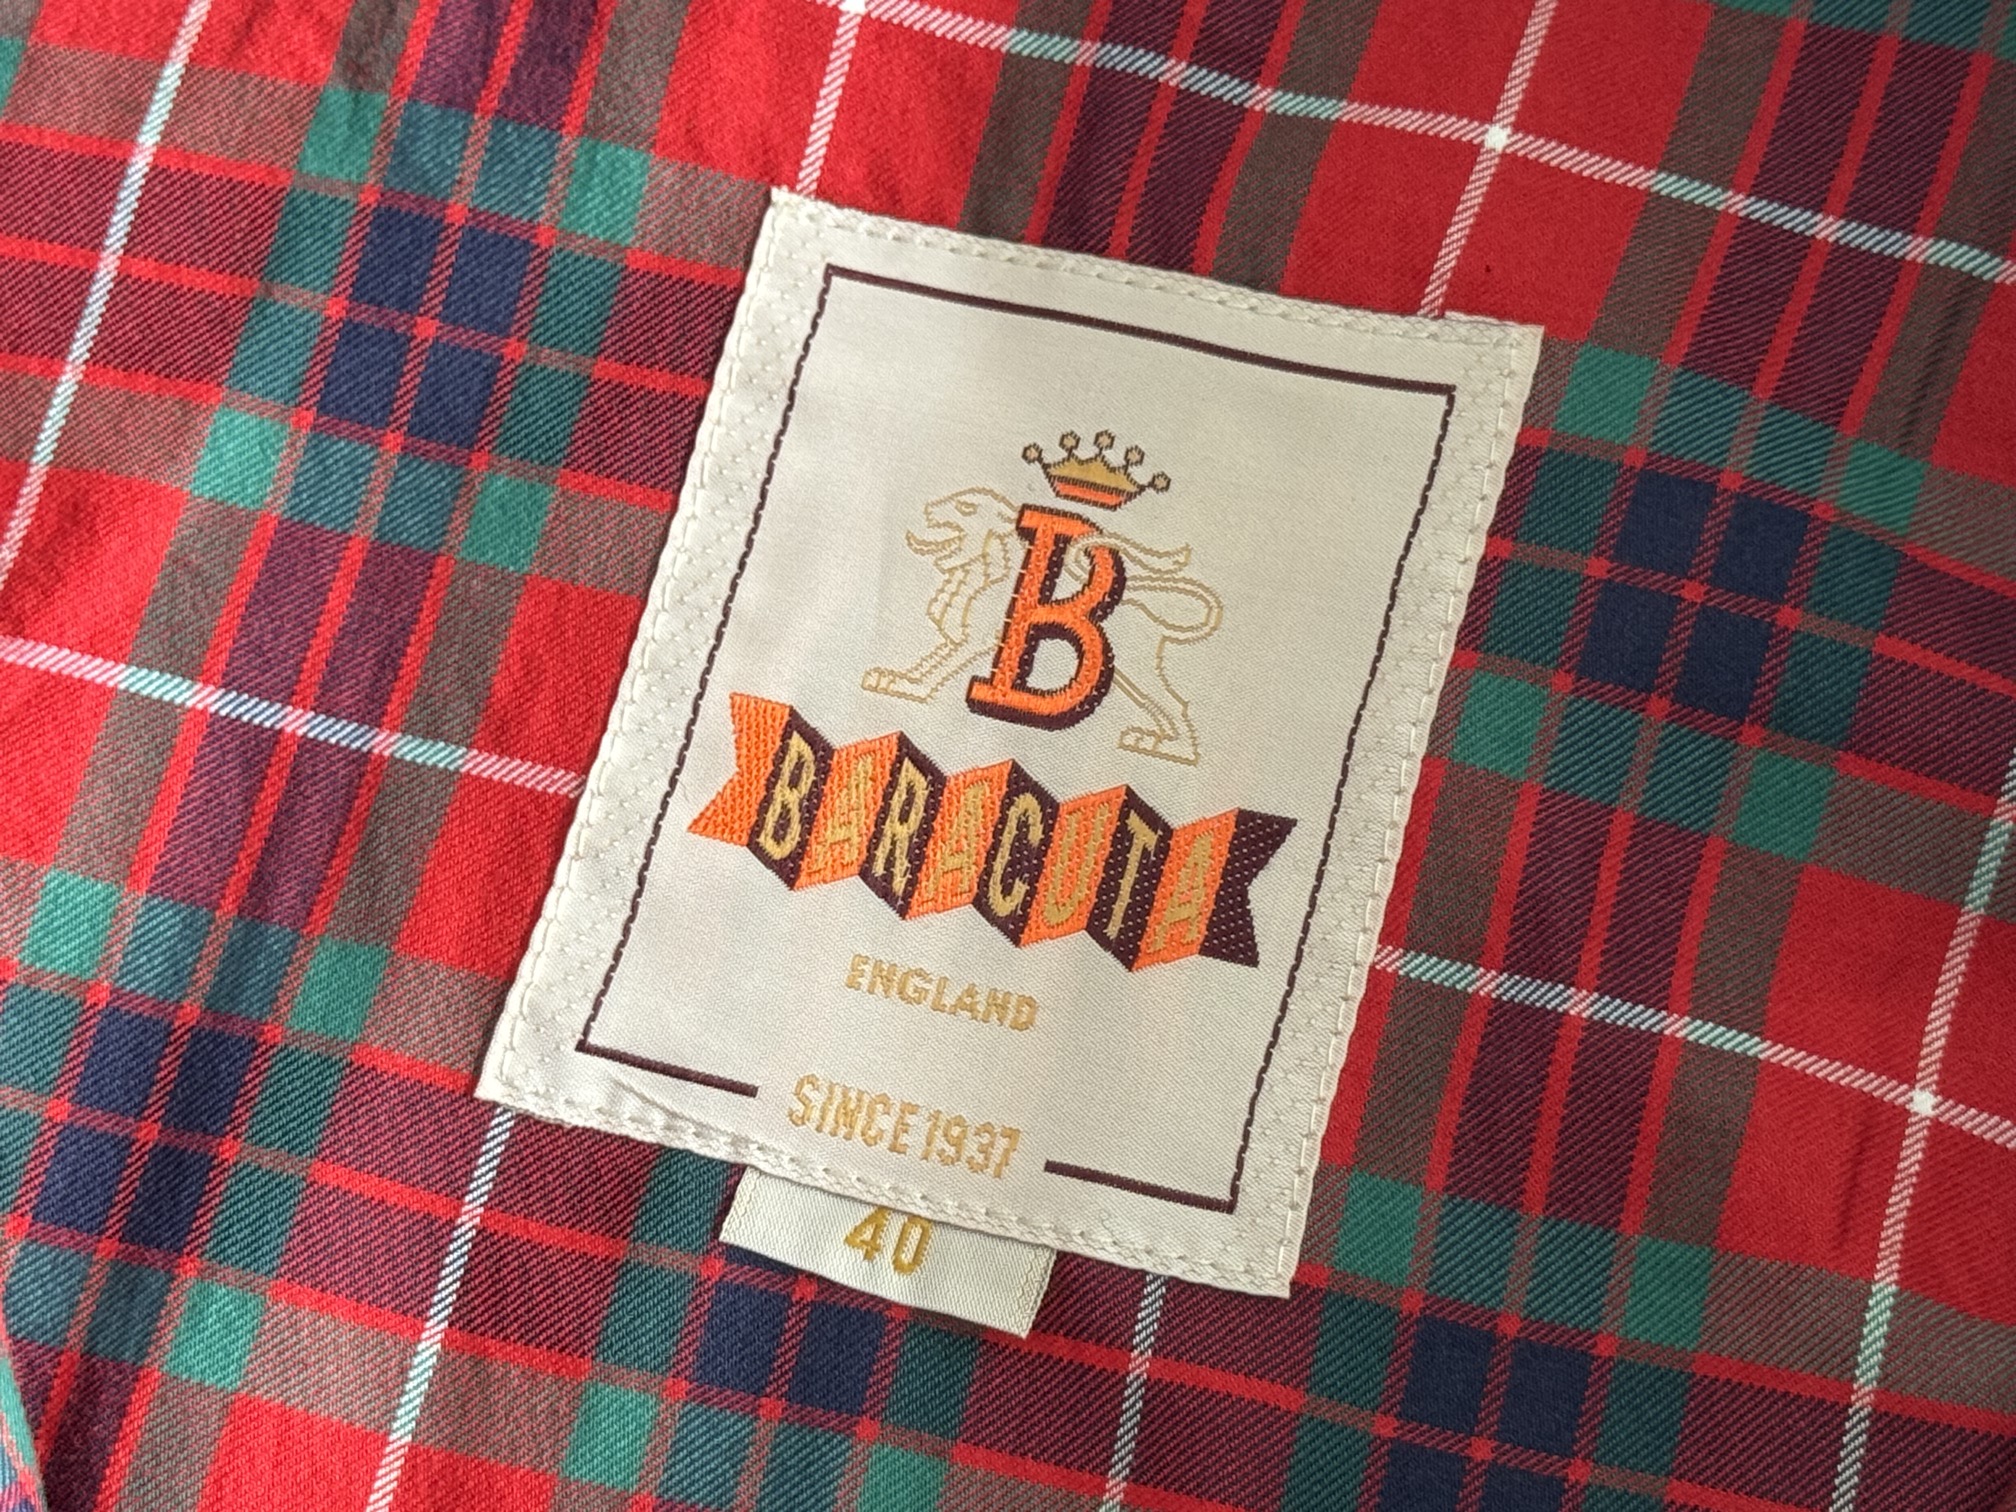 B
BARACUTA
ENGLAND
SINCE 1937
40